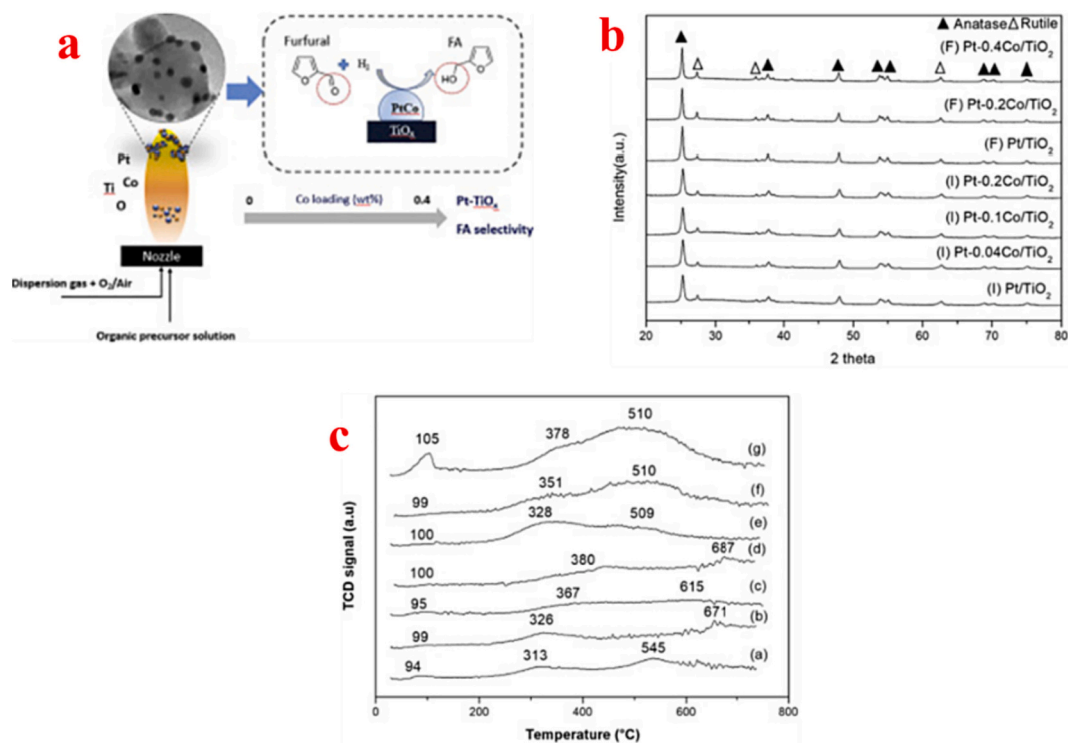 a
Furfural
FA
+ H₂
O
O
HO
O
PtCo
TiOₓ
Pt
Co
Ti
O
0
Co loading (wt%)
0.4
Pt-TiOₓ
FA selectivity
Nozzle
Dispersion gas + O₂/Air
Organic precursor solution
b
▲ Anatase △ Rutile
(F) Pt-0.4Co/TiO₂
(F) Pt-0.2Co/TiO₂
(F) Pt/TiO₂
(I) Pt-0.2Co/TiO₂
(I) Pt-0.1Co/TiO₂
(I) Pt-0.04Co/TiO₂
(I) Pt/TiO₂
Intensity(a.u.)
20 30 40 50 60 70 80
2 theta
c
105 378 510 (g)
99 351 510 (f)
100 328 509 (e)
100 380 687 (d)
95 367 615 (c)
99 326 671 (b)
94 313 545 (a)
TCD signal (a.u)
0 200 400 600 800
Temperature (°C)